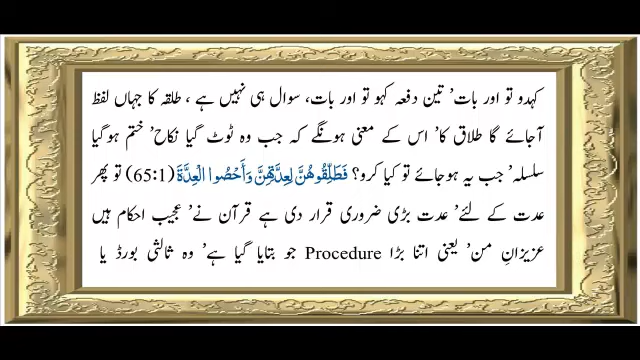 کہدو تو اور بات’ تین دفعہ کہو تو اور بات، سوال ہی نہیں ہے ، طلقہ کا جہاں لفظ
آجائے گا طلاق کا’ اس کے معنی ہونگے کہ جب وہ ٹوٹ گیا نکاح’ ختم ہوگیا
سلسلہ’ جب یہ ہوجائے تو کیا کرو؟ فَطَلِّقُوهُنَّ لِعِدَّتِهِنَّ وَأَحْصُوا الْعِدَّةَ (65:1) تو پھر
عدت کے لئے’ عدت بڑی ضروری قرار دی ہے قرآن نے’ عجیب احکام ہیں
عزیزانِ من’ یعنی اتنا بڑا Procedure جو بتایا گیا ہے’ وہ ثالثی بورڈ یا